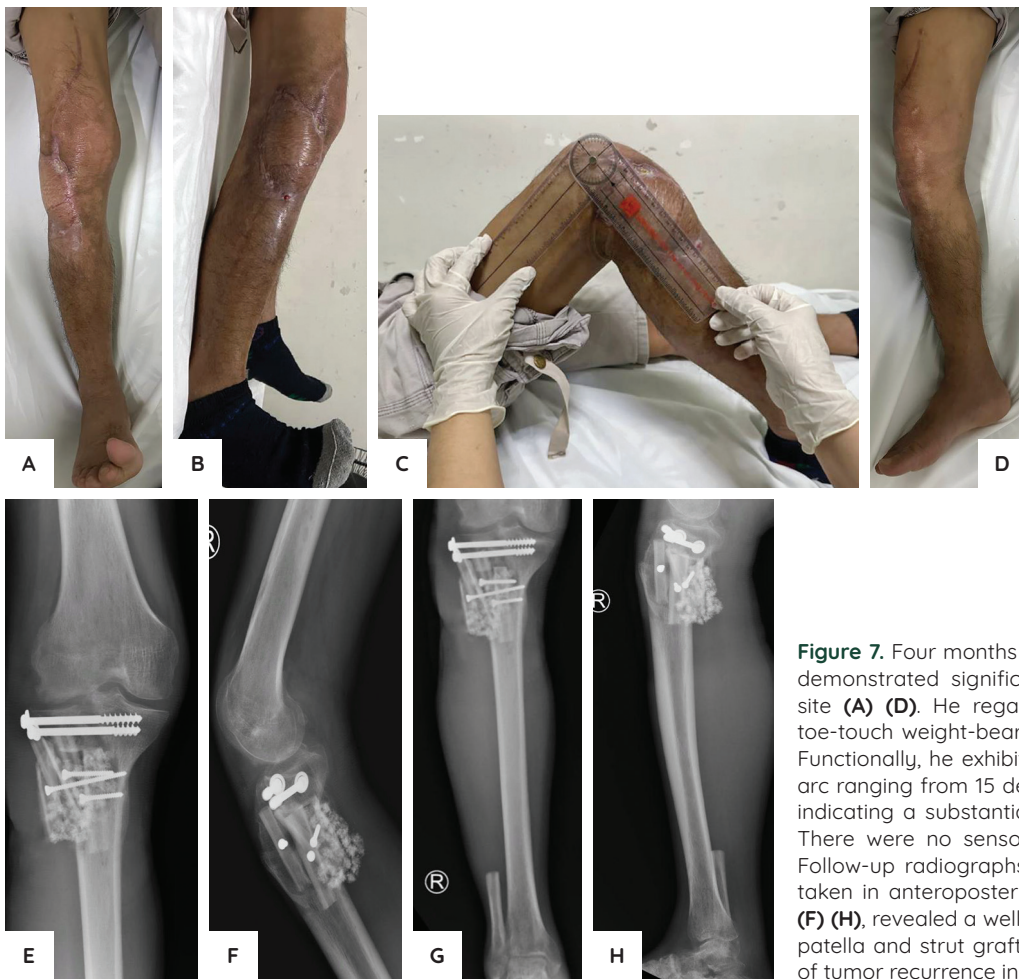 A
B
C
D
E
F
G
H
R
R
R
Figure 7. Four months
demonstrated signific
site (A) (D). He rega
toe-touch weight-bear
Functionally, he exhibi
arc ranging from 15 de
indicating a substantic
There were no senso
Follow-up radiographs
taken in anteroposter
(F) (H), revealed a well
patella and strut graft
of tumor recurrence in